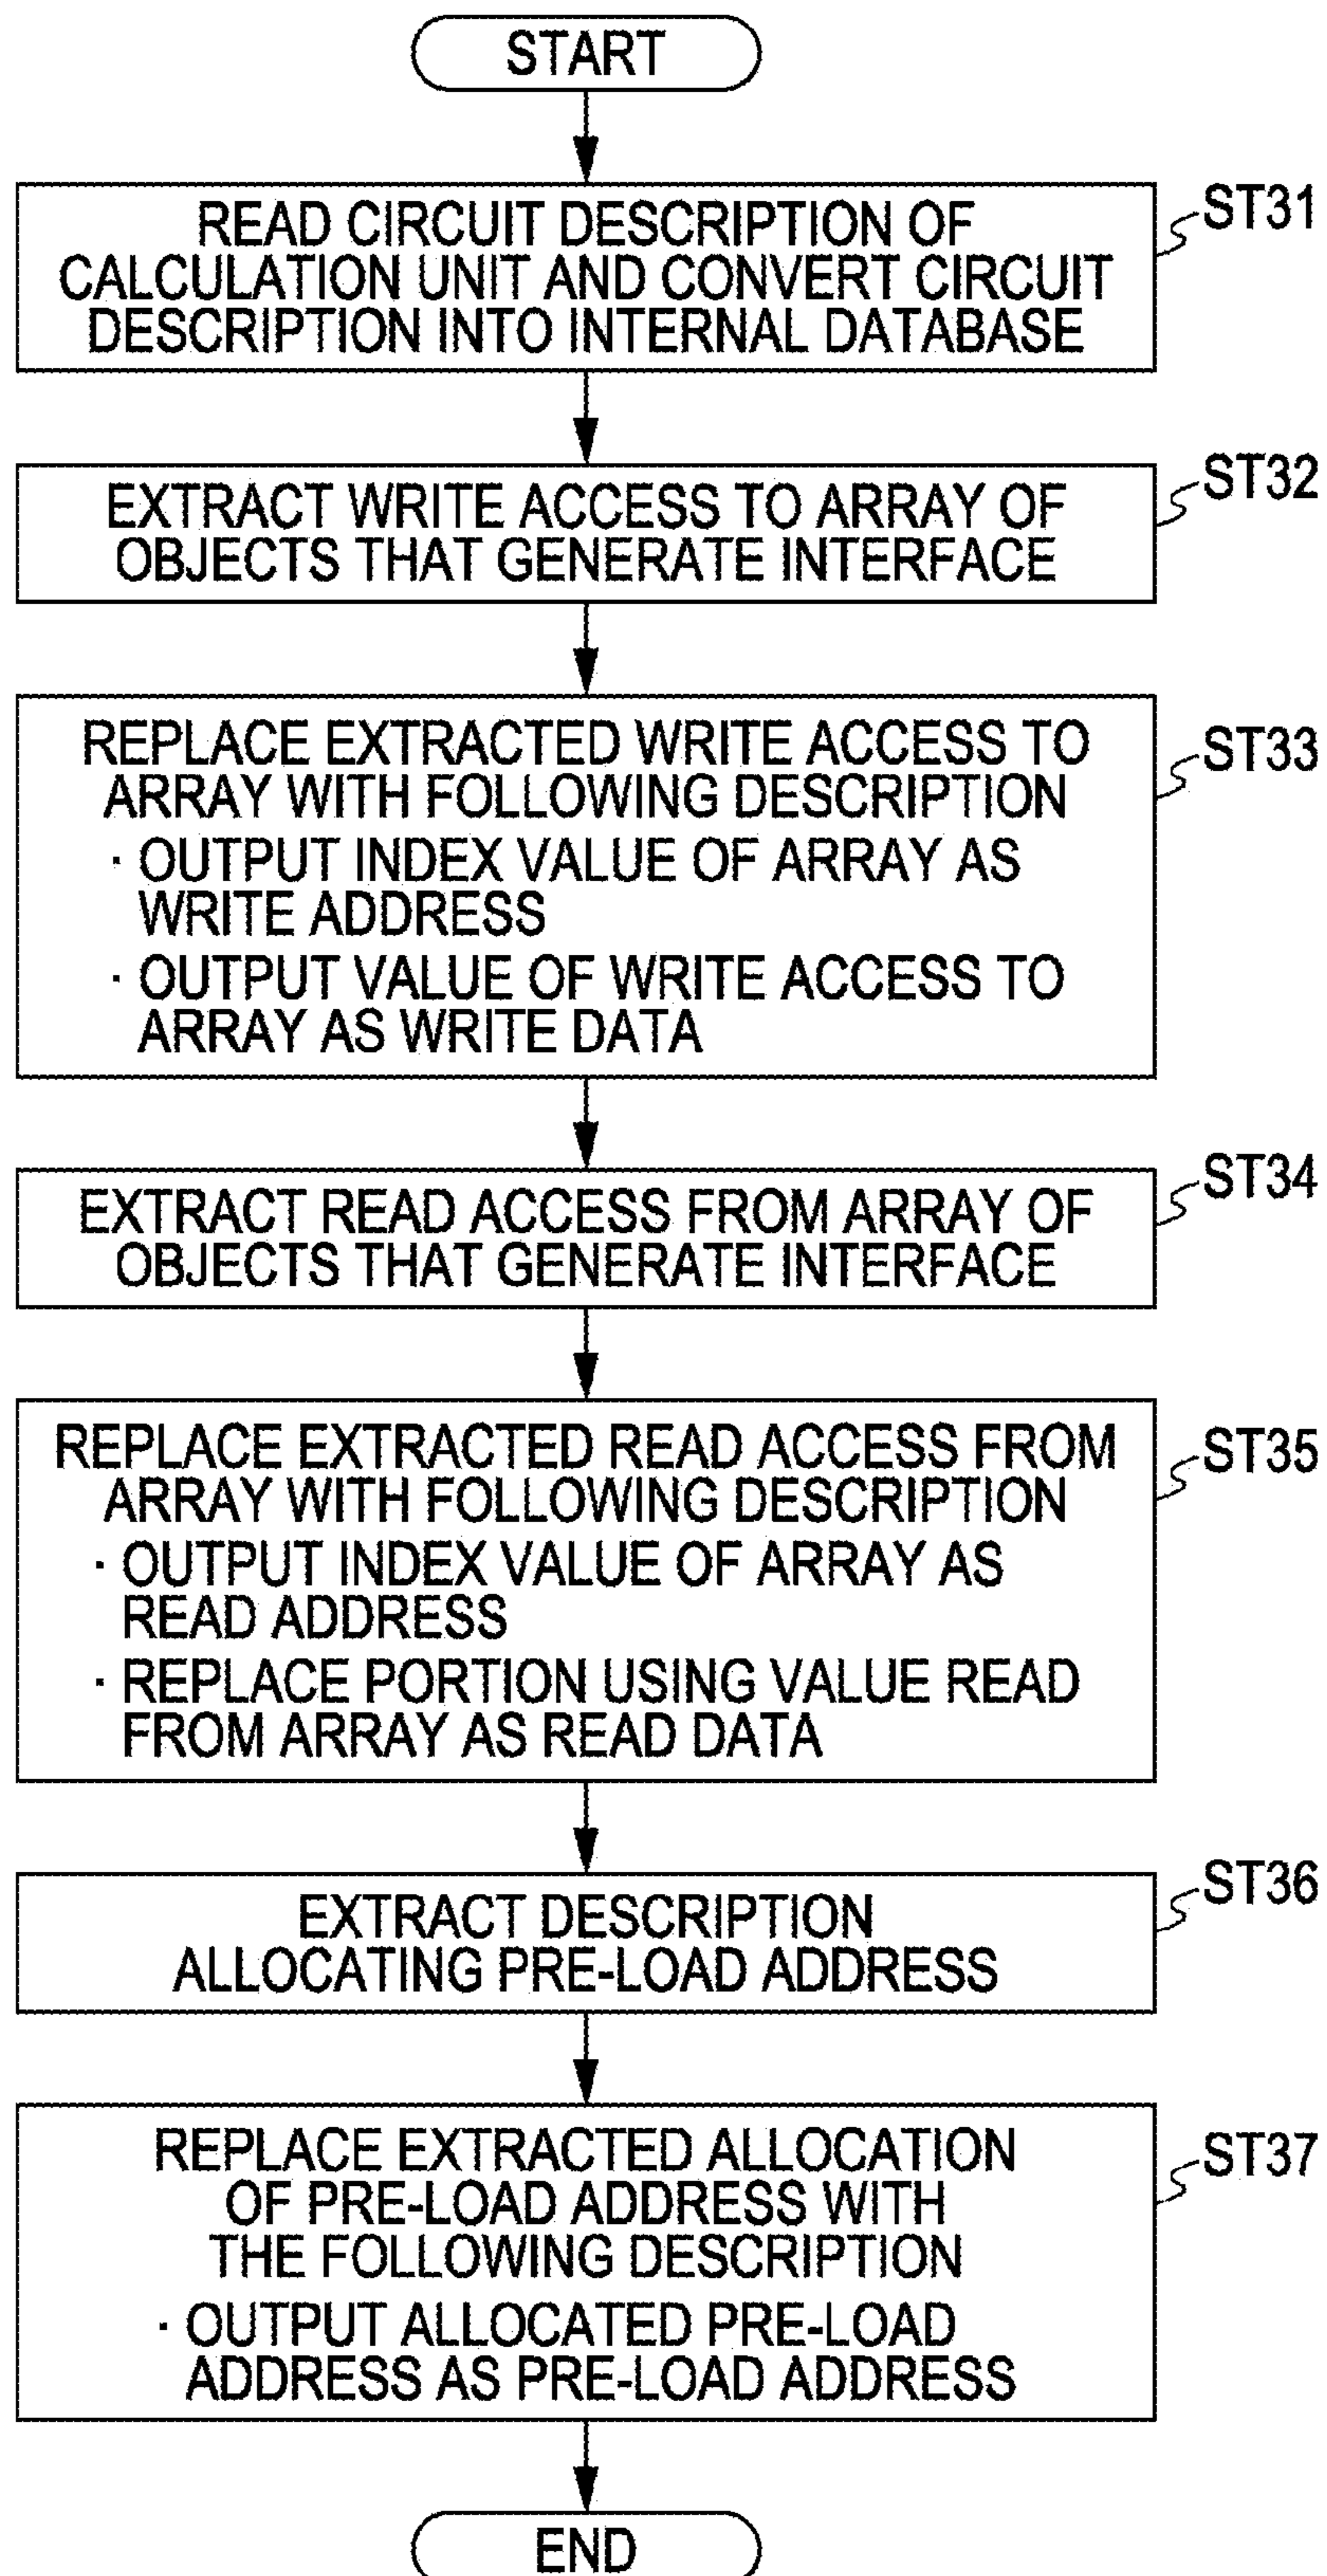 START
READ CIRCUIT DESCRIPTION OF
CALCULATION UNIT AND CONVERT CIRCUIT
DESCRIPTION INTO INTERNAL DATABASE
ST31
EXTRACT WRITE ACCESS TO ARRAY OF
OBJECTS THAT GENERATE INTERFACE
ST32
REPLACE EXTRACTED WRITE ACCESS TO
ARRAY WITH FOLLOWING DESCRIPTION
· OUTPUT INDEX VALUE OF ARRAY AS
WRITE ADDRESS
· OUTPUT VALUE OF WRITE ACCESS TO
ARRAY AS WRITE DATA
ST33
EXTRACT READ ACCESS FROM ARRAY OF
OBJECTS THAT GENERATE INTERFACE
ST34
REPLACE EXTRACTED READ ACCESS FROM
ARRAY WITH FOLLOWING DESCRIPTION
· OUTPUT INDEX VALUE OF ARRAY AS
READ ADDRESS
· REPLACE PORTION USING VALUE READ
FROM ARRAY AS READ DATA
ST35
EXTRACT DESCRIPTION
ALLOCATING PRE-LOAD ADDRESS
ST36
REPLACE EXTRACTED ALLOCATION
OF PRE-LOAD ADDRESS WITH
THE FOLLOWING DESCRIPTION
· OUTPUT ALLOCATED PRE-LOAD
ADDRESS AS PRE-LOAD ADDRESS
ST37
END